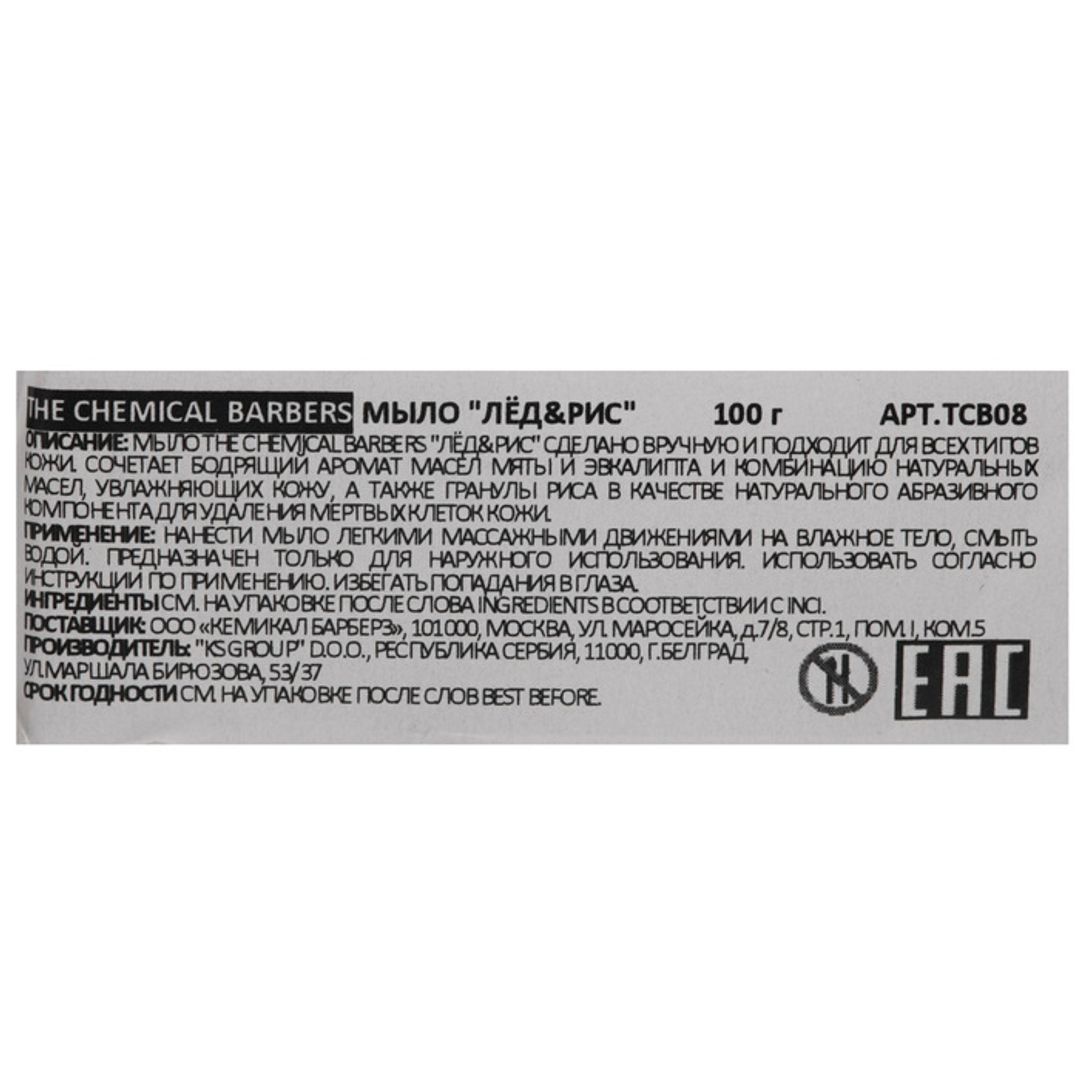 THE CHEMICAL BARBERS МЫЛО "ЛЁД&РИС" 100 г АРТ.TCB08
ОПИСАНИЕ: МЫЛО THE CHEMICAL BARBERS "ЛЁД&РИС" СДЕЛАНО ВРУЧНУЮ И ПОДХОДИТ ДЛЯ ВСЕХ ТИПОВ
КОЖИ. СОЧЕТАЕТ БОДРЯЩИЙ АРОМАТ МАСЕЛ МЯТЫ И ЭВКАЛИПТА И КОМБИНАЦИЮ НАТУРАЛЬНЫХ
МАСЕЛ, УВЛАЖНЯЮЩИХ КОЖУ, А ТАКЖЕ ГРАНУЛЫ РИСА В КАЧЕСТВЕ НАТУРАЛЬНОГО АБРАЗИВНОГО
КОМПОНЕНТА ДЛЯ УДАЛЕНИЯ МЕРТВЫХ КЛЕТОК КОЖИ.
ПРИМЕНЕНИЕ: НАНЕСТИ МЫЛО ЛЕГКИМИ МАССАЖНЫМИ ДВИЖЕНИЯМИ НА ВЛАЖНОЕ ТЕЛО, СМЫТЬ
ВОДОЙ. ПРЕДНАЗНАЧЕН ТОЛЬКО ДЛЯ НАРУЖНОГО ИСПОЛЬЗОВАНИЯ. ИСПОЛЬЗОВАТЬ СОГЛАСНО
ИНСТРУКЦИИ ПО ПРИМЕНЕНИЮ. ИЗБЕГАТЬ ПОПАДАНИЯ В ГЛАЗА.
ИНГРЕДИЕНТЫ СМ. НА УПАКОВКЕ ПОСЛЕ СЛОВА INGREDIENTS В СООТВЕТСТВИИ С INCI.
ПОСТАВЩИК: ООО «КЕМИКАЛ БАРБЕРЗ», 101000, МОСКВА, УЛ. МАРОСЕЙКА, д.7/8, СТР.1, ПОМ.I, КОМ.5
ПРОИЗВОДИТЕЛЬ: "KS GROUP" D.O.O., РЕСПУБЛИКА СЕРБИЯ, 11000, Г.БЕЛГРАД,
УЛ.МАРШАЛА БИРЮЗОВА, 53/37
СРОК ГОДНОСТИ СМ. НА УПАКОВКЕ ПОСЛЕ СЛОВ BEST BEFORE.
EAC